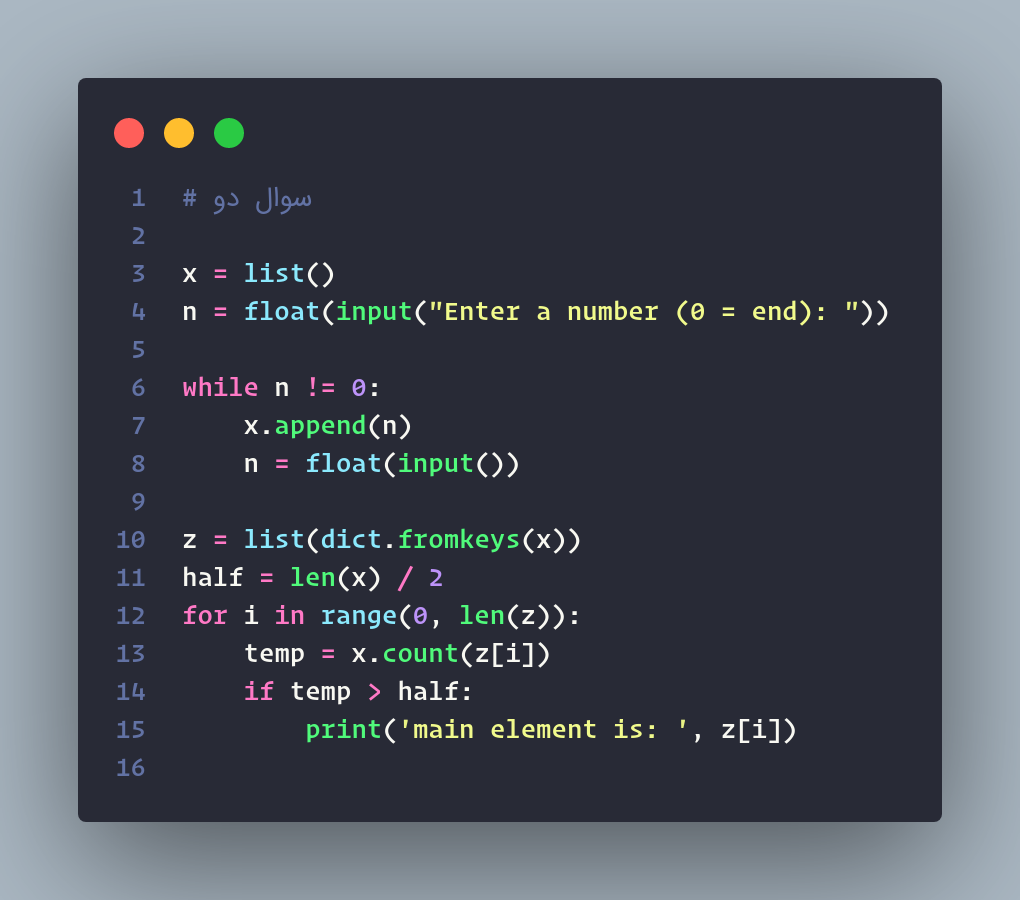 1 # سوال دو
2
3 x = list()
4 n = float(input("Enter a number (0 = end): "))
5
6 while n != 0:
7     x.append(n)
8     n = float(input())
9
10 z = list(dict.fromkeys(x))
11 half = len(x) / 2
12 for i in range(0, len(z)):
13     temp = x.count(z[i])
14     if temp > half:
15         print('main element is: ', z[i])
16